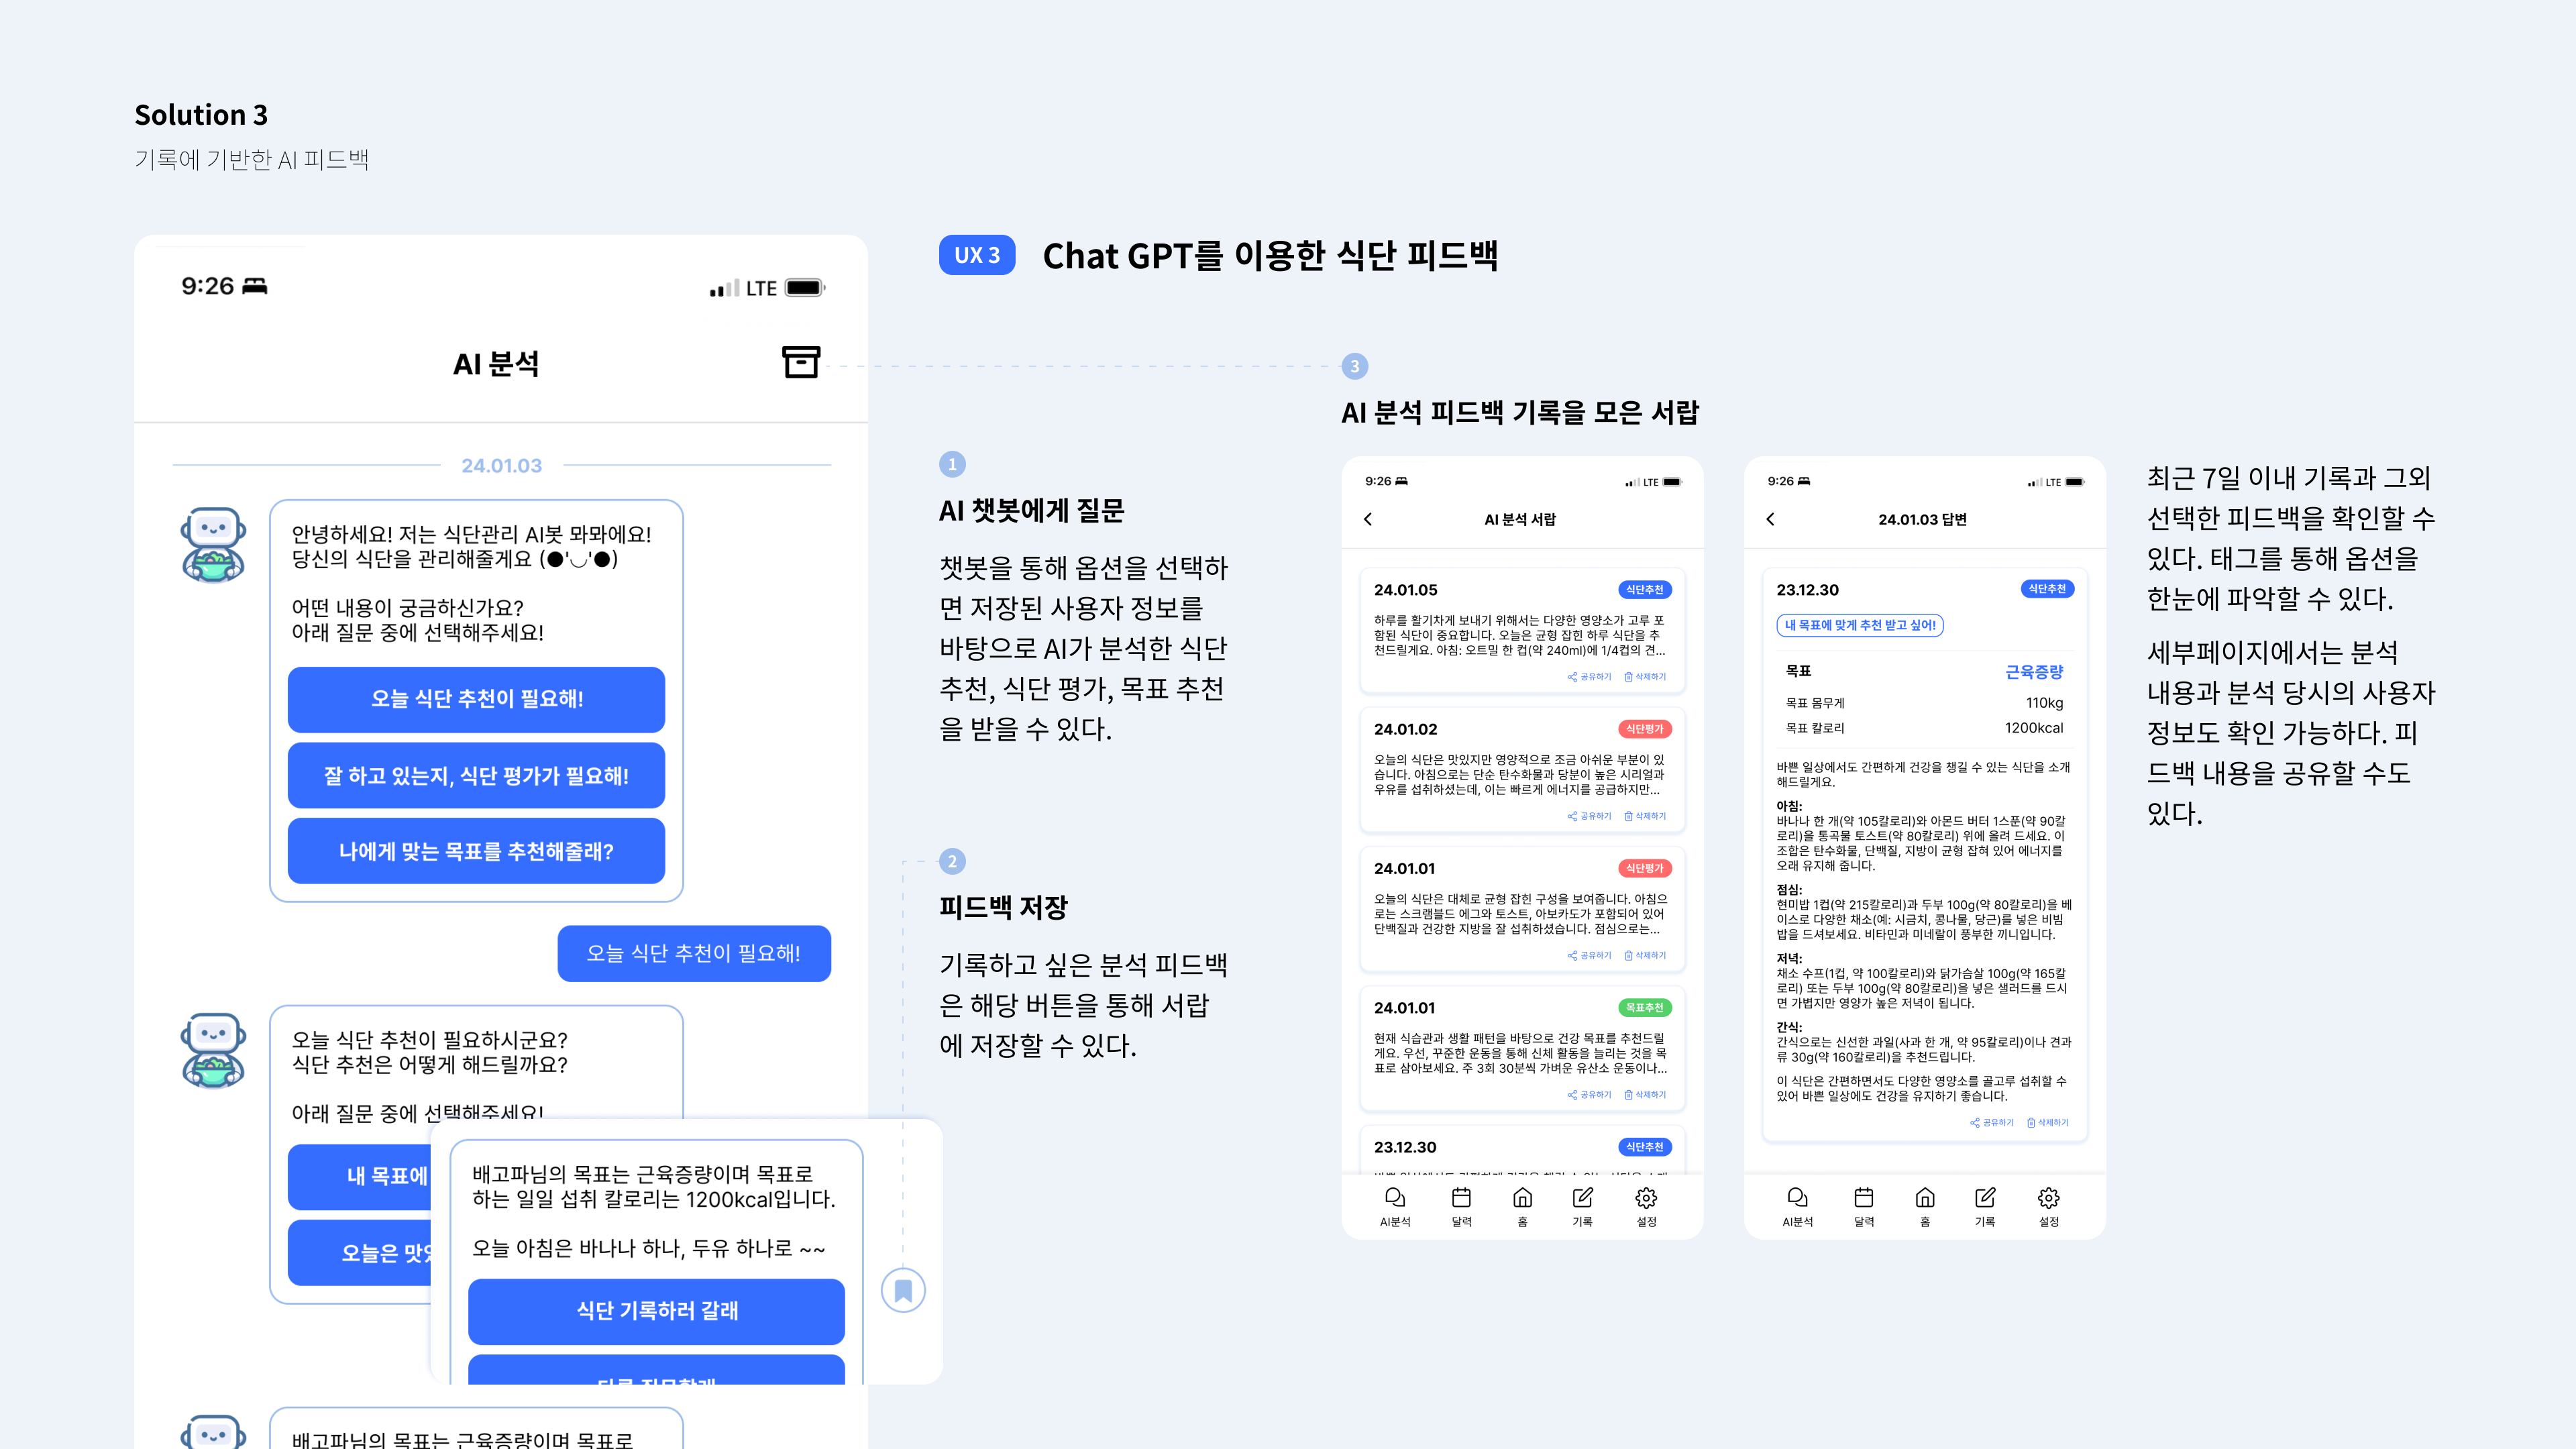 Solution 3
기록에 기반한 AI 피드백
9:26
LTE
AI 분석
24.01.03
안녕하세요! 저는 식단관리 AI봇 뫄뫄에요!
당신의 식단을 관리해줄게요 (●'◡'●)
어떤 내용이 궁금하신가요?
아래 질문 중에 선택해주세요!
오늘 식단 추천이 필요해!
잘 하고 있는지, 식단 평가가 필요해!
나에게 맞는 목표를 추천해줄래?
오늘 식단 추천이 필요해!
오늘 식단 추천이 필요하시군요?
식단 추천은 어떻게 해드릴까요?
아래 질문 중에 선택해주세요!
내 목표에
오늘은
배고파님의 목표는 근육증량이며 목표로
하는 일일 섭취 칼로리는 1200kcal입니다.
오늘 아침은 바나나 하나, 두유 하나로 ~~
식단 기록하러 갈래
다른 질문할래
배고파님의 목표는 근육증량이며 목표로
UX 3
Chat GPT를 이용한 식단 피드백
1
AI 챗봇에게 질문
챗봇을 통해 옵션을 선택하
면 저장된 사용자 정보를
바탕으로 AI가 분석한 식단
추천, 식단 평가, 목표 추천
을 받을 수 있다.
2
피드백 저장
기록하고 싶은 분석 피드백
은 해당 버튼을 통해 서랍
에 저장할 수 있다.
3
AI 분석 피드백 기록을 모은 서랍
9:26
LTE
AI 분석 서랍
24.01.05
식단추천
하루를 활기차게 보내기 위해서는 다양한 영양소가 고루 포
함된 식단이 중요합니다. 오늘은 균형 잡힌 하루 식단을 추
천드릴게요. 아침: 오트밀 한 컵(약 240ml)에 1/4컵의 견...
공유하기
삭제하기
24.01.02
식단평가
오늘의 식단은 맛있지만 영양적으로 조금 아쉬운 부분이 있
습니다. 아침으로는 단순 탄수화물과 당분이 높은 시리얼과
우유를 섭취하셨는데, 이는 빠르게 에너지를 공급하지만...
공유하기
삭제하기
24.01.01
식단평가
오늘의 식단은 대체로 균형 잡힌 구성을 보여줍니다. 아침으
로는 스크램블드 에그와 토스트, 아보카도가 포함되어 있어
단백질과 건강한 지방을 잘 섭취하셨습니다. 점심으로는...
공유하기
삭제하기
24.01.01
목표추천
현재 식습관과 생활 패턴을 바탕으로 건강 목표를 추천드릴
게요. 우선, 꾸준한 운동을 통해 신체 활동을 늘리는 것을 목
표로 삼아보세요. 주 3회 30분씩 가벼운 유산소 운동이나...
공유하기
삭제하기
23.12.30
식단추천
AI분석
달력
홈
기록
설정
9:26
LTE
24.01.03 답변
23.12.30
식단추천
내 목표에 맞게 추천 받고 싶어!
목표
근육증량
목표 몸무게
110kg
목표 칼로리
1200kcal
바쁜 일상에서도 간편하게 건강을 챙길 수 있는 식단을 소개
해드릴게요.
아침:
바나나 한 개(약 105칼로리)와 아몬드 버터 1스푼(약 90칼
로리)을 통곡물 토스트(약 80칼로리) 위에 올려 드세요. 이
조합은 탄수화물, 단백질, 지방이 균형 잡혀 있어 에너지를
오래 유지해 줍니다.
점심:
현미밥 1컵(약 215칼로리)과 두부 100g(약 80칼로리)을 베
이스로 다양한 채소(예: 시금치, 콩나물, 당근)를 넣은 비빔
밥을 드셔보세요. 비타민과 미네랄이 풍부한 끼니입니다.
저녁:
채소 수프(1컵, 약 100칼로리)와 닭가슴살 100g(약 165칼
로리) 또는 두부 100g(약 80칼로리)을 넣은 샐러드를 드시
면 가볍지만 영양가 높은 저녁이 됩니다.
간식:
간식으로는 신선한 과일(사과 한 개, 약 95칼로리)이나 견과
류 30g(약 160칼로리)을 추천드립니다.
이 식단은 간편하면서도 다양한 영양소를 골고루 섭취할 수
있어 바쁜 일상에도 건강을 유지하기 좋습니다.
공유하기
삭제하기
AI분석
달력
홈
기록
설정
최근 7일 이내 기록과 그외
선택한 피드백을 확인할 수
있다. 태그를 통해 옵션을
한눈에 파악할 수 있다.
세부페이지에서는 분석
내용과 분석 당시의 사용자
정보도 확인 가능하다. 피
드백 내용을 공유할 수도
있다.